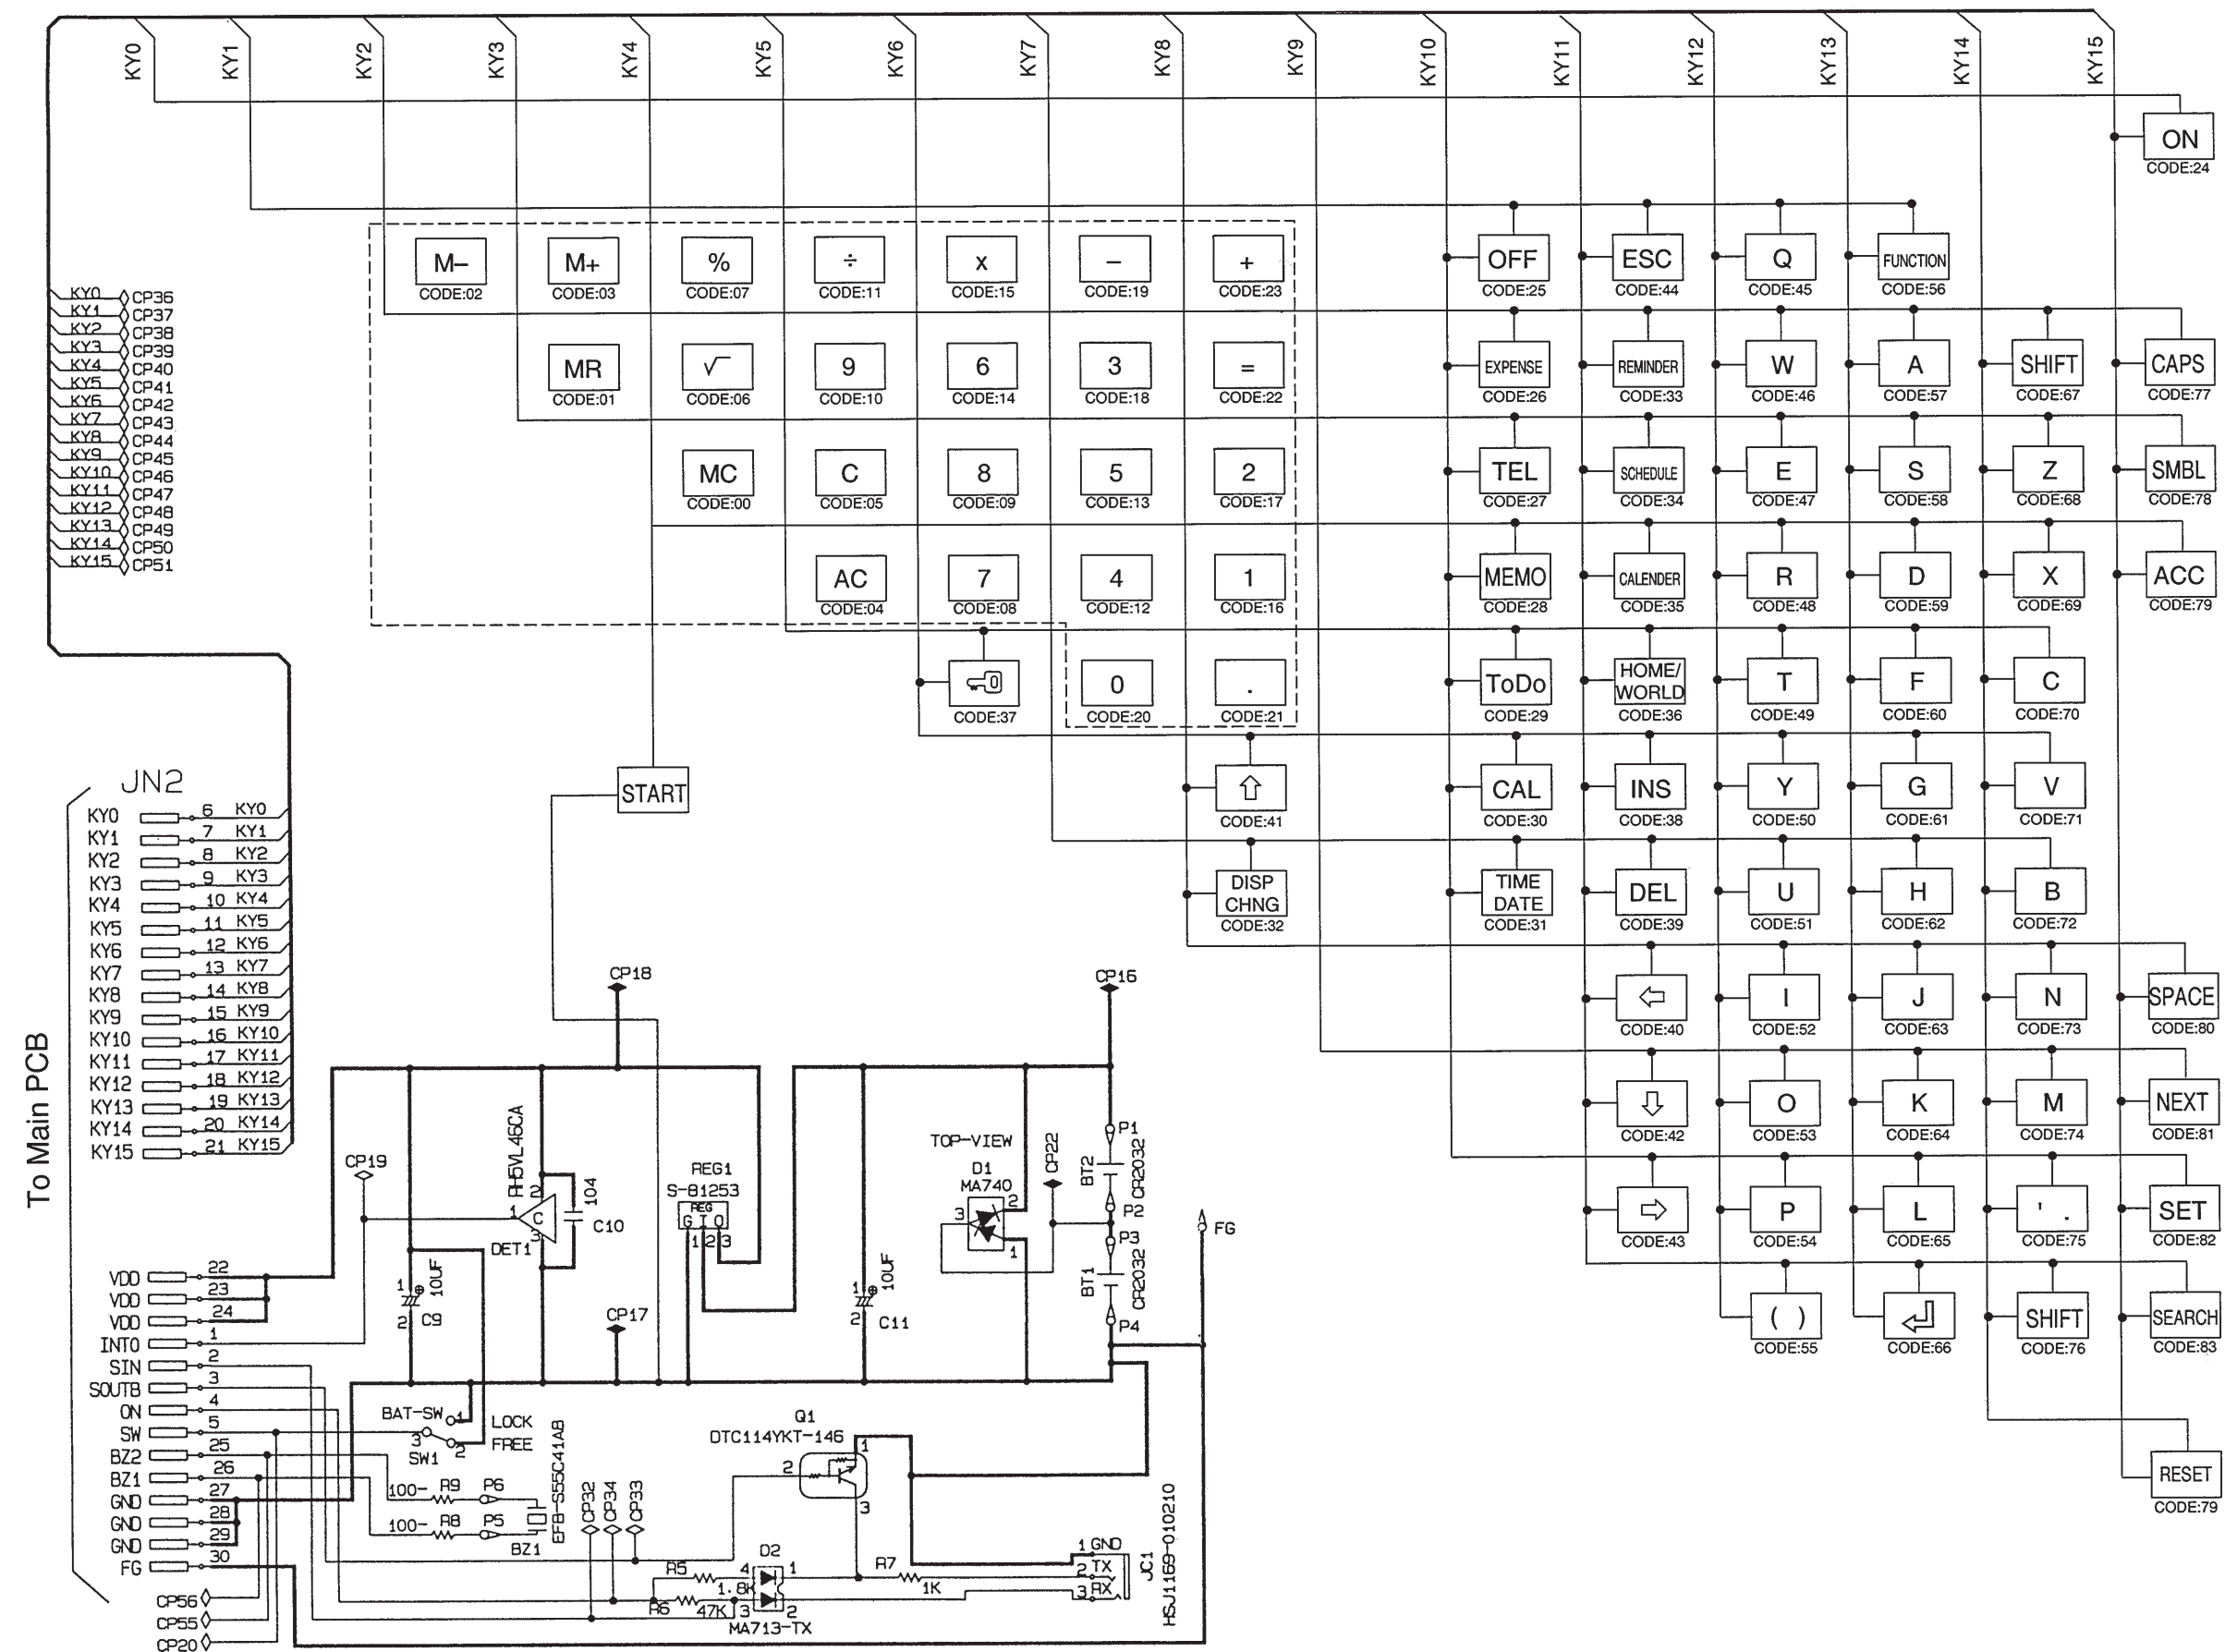 KY0 KY1 KY2 KY3 KY4 KY5 KY6 KY7 KY8 KY9 KY10 KY11 KY12 KY13 KY14 KY15
ON
CODE:24
M– M+ % ÷ x – + OFF ESC Q FUNCTION
CODE:02 CODE:03 CODE:07 CODE:11 CODE:15 CODE:19 CODE:23 CODE:25 CODE:44 CODE:45 CODE:56
KY0 CP36
KY1 CP37
KY2 CP38
KY3 CP39
KY4 CP40
KY5 CP41
KY6 CP42
KY7 CP43
KY8 CP44
KY9 CP45
KY10 CP46
KY11 CP47
KY12 CP48
KY13 CP49
KY14 CP50
KY15 CP51
MR √ 9 6 3 = EXPENSE REMINDER W A SHIFT CAPS
CODE:01 CODE:06 CODE:10 CODE:14 CODE:18 CODE:22 CODE:26 CODE:33 CODE:46 CODE:57 CODE:67 CODE:77
MC C 8 5 2 TEL SCHEDULE E S Z SMBL
CODE:00 CODE:05 CODE:09 CODE:13 CODE:17 CODE:27 CODE:34 CODE:47 CODE:58 CODE:68 CODE:78
AC 7 4 1 MEMO CALENDER R D X ACC
CODE:04 CODE:08 CODE:12 CODE:16 CODE:28 CODE:35 CODE:48 CODE:59 CODE:69 CODE:79
0 . ToDo HOME/
WORLD T F C
CODE:37 CODE:20 CODE:21 CODE:29 CODE:36 CODE:49 CODE:60 CODE:70
START
⇧ CAL INS Y G V
CODE:41 CODE:30 CODE:38 CODE:50 CODE:61 CODE:71
DISP
CHNG TIME
DATE DEL U H B
CODE:32 CODE:31 CODE:39 CODE:51 CODE:62 CODE:72
⇦ I J N SPACE
CODE:40 CODE:52 CODE:63 CODE:73 CODE:80
⇩ O K M NEXT
CODE:42 CODE:53 CODE:64 CODE:74 CODE:81
⇨ P L ' . SET
CODE:43 CODE:54 CODE:65 CODE:75 CODE:82
( ) SHIFT SEARCH
CODE:55 CODE:66 CODE:76 CODE:83
RESET
CODE:79
To Main PCB
JN2
KY0 6 KY0
KY1 7 KY1
KY2 8 KY2
KY3 9 KY3
KY4 10 KY4
KY5 11 KY5
KY6 12 KY6
KY7 13 KY7
KY8 14 KY8
KY9 15 KY9
KY10 16 KY10
KY11 17 KY11
KY12 18 KY12
KY13 19 KY13
KY14 20 KY14
KY15 21 KY15
VDD 22
VDD 23
VDD 24
INT0 1
SIN 2
SOUTB 3
ON 4
SW 5
BZ2 25
BZ1 26
GND 27
GND 28
GND 29
FG 30
CP56
CP55
CP20
CP18
CP16
CP19
RH5VL46CA
1 2 3 C
DET1
104
C10
REG1
S-81253
REG
G I O
1 2 3
TOP-VIEW
D1
MA740
3 2 1
CP22
P1
BT2
CR2032
P2
P3
BT1
CR2032
P4
FG
1 10UF
2 C9
CP17
1 10UF
2 C11
BAT-SW 1 LOCK
3 2 FREE
SW1
100- R9 P6
100- R8 P5
BZ1
EFB-S55C41A8
CP32 CP34 CP33
Q1
DTC114YKT-146
1 2 3
D2
R5 4 1
1.8K
R6 47K 3 2
MA713-TX
R7
1K
1 GND
2 TX
3 RX
JC1
HSJ1169-010210